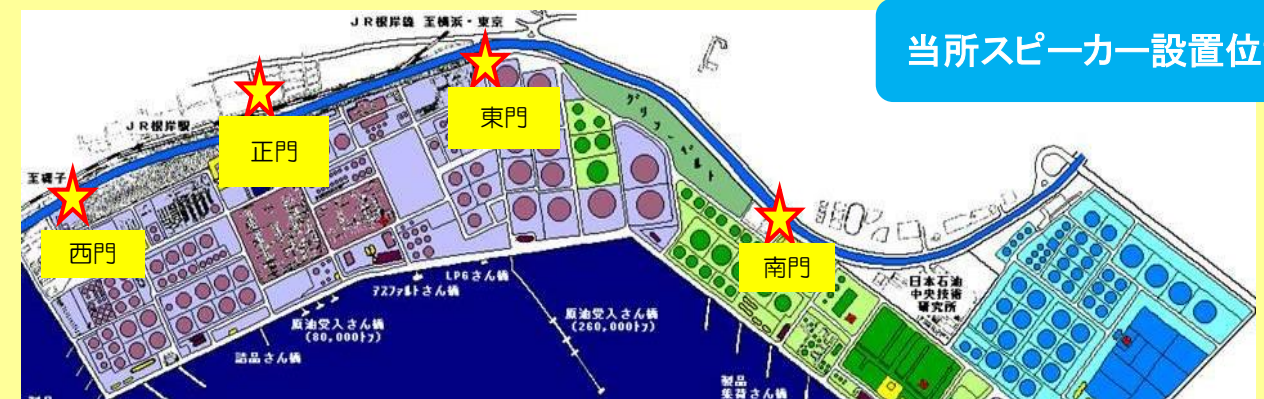 当所スピーカー設置位
JR根岸線 至横浜・東京
JR根岸駅
至磯子
正門
東門
西門
南門
グリーンベルト
LPGさん橋
アスファルトさん橋
原油受入さん橋
(80,000トン)
原油受入さん橋
(260,000トン)
日本石油
中央技術
研究所
製品
集荷さん橋